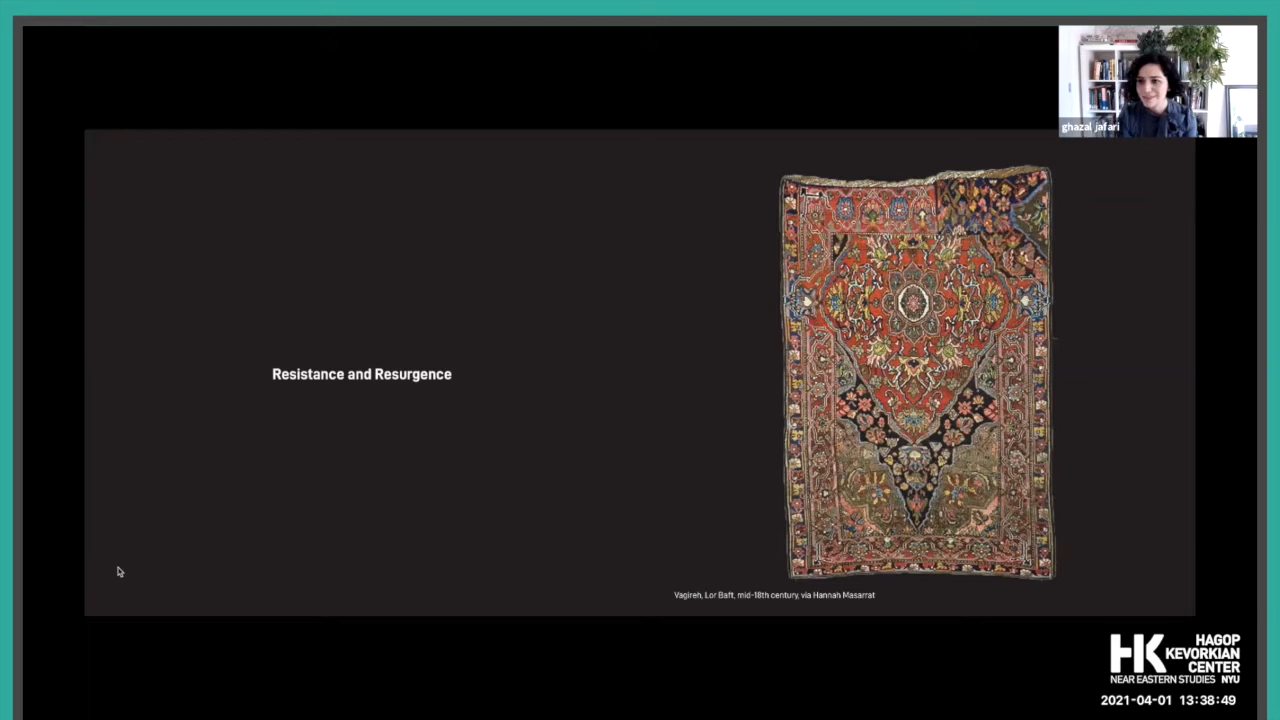 ghazal jafari
Resistance and Resurgence
Vagireh, Lor Baft, mid-18th century, via Hannah Masarrat
HK
HAGOP
KEVORKIAN
CENTER
NEAR EASTERN STUDIES NYU
2021-04-01 13:38:49